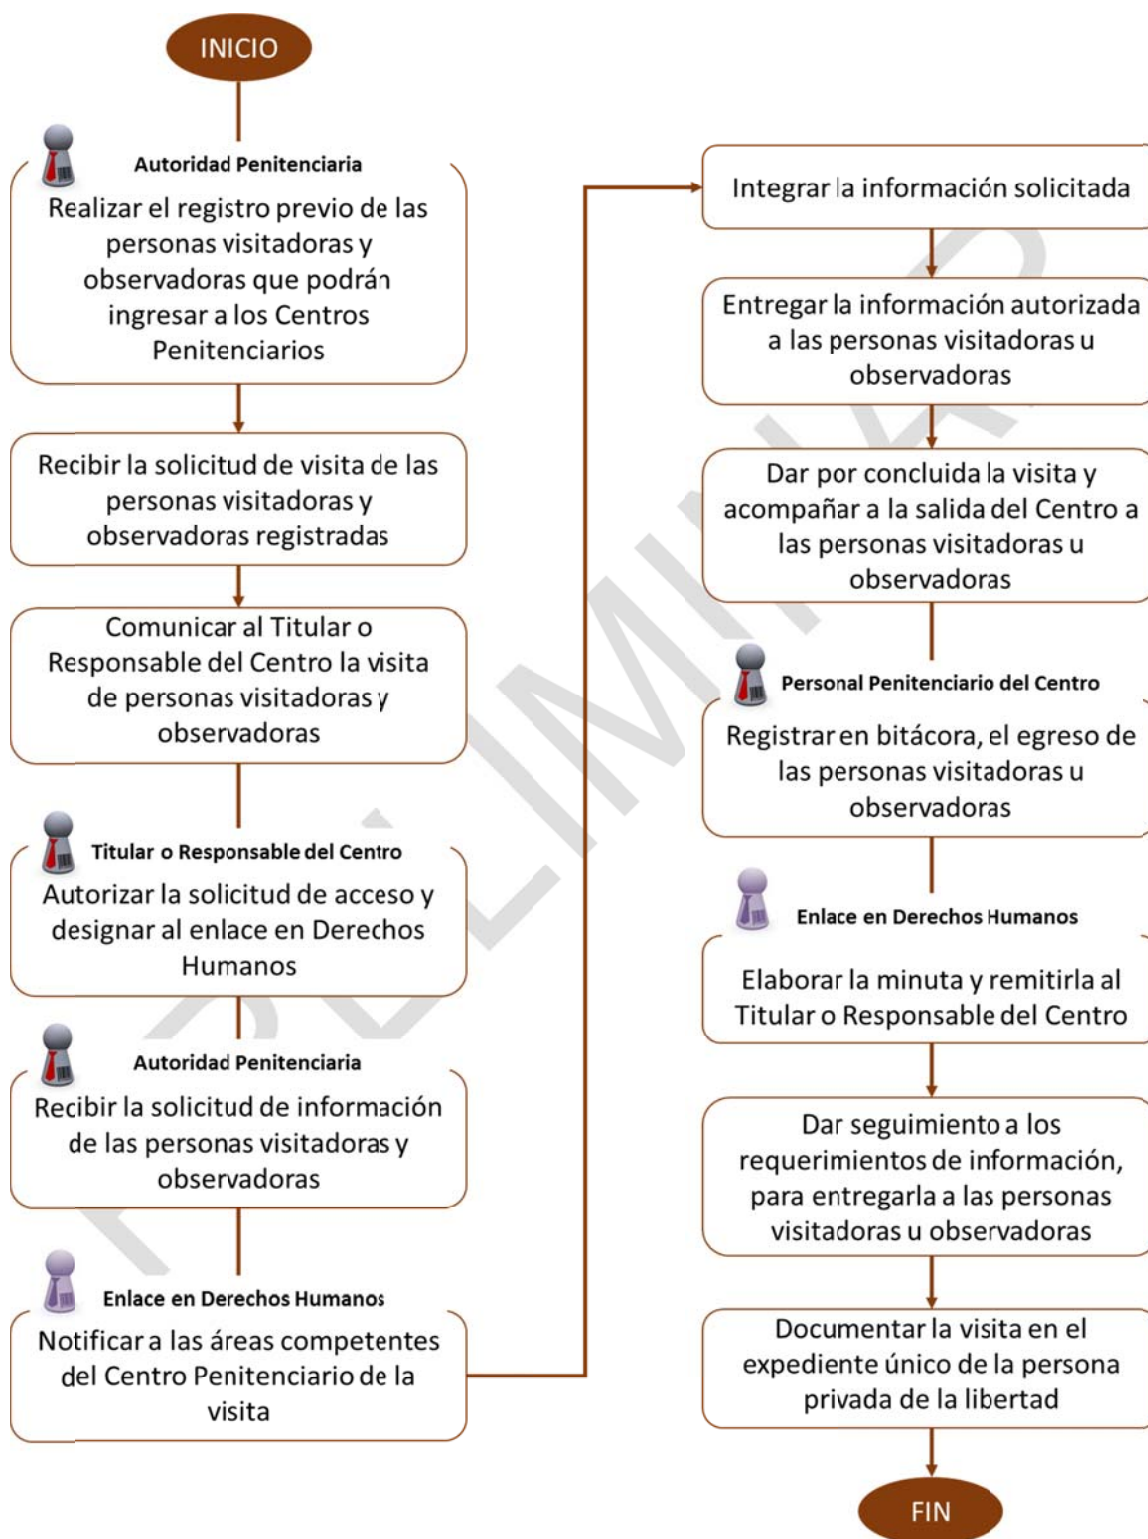 INICIO
Autoridad Penitenciaria
Realizar el registro previo de las
personas visitadoras y
observadoras que podrán
ingresar a los Centros
Penitenciarios
Recibir la solicitud de visita de las
personas visitadoras y
observadoras registradas
Comunicar al Titular o
Responsable del Centro la visita
de personas visitadoras y
observadoras
Titular o Responsable del Centro
Autorizar la solicitud de acceso y
designar al enlace en Derechos
Humanos
Autoridad Penitenciaria
Recibir la solicitud de información
de las personas visitadoras y
observadoras
Enlace en Derechos Humanos
Notificar a las áreas competentes
del Centro Penitenciario de la
visita
Integrar la información solicitada
Entregar la información autorizada
a las personas visitadoras u
observadoras
Dar por concluida la visita y
acompañar a la salida del Centro a
las personas visitadoras u
observadoras
Personal Penitenciario del Centro
Registrar en bitácora, el egreso de
las personas visitadoras u
observadoras
Enlace en Derechos Humanos
Elaborar la minuta y remitirla al
Titular o Responsable del Centro
Dar seguimiento a los
requerimientos de información,
para entregarla a las personas
visitadoras u observadoras
Documentar la visita en el
expediente único de la persona
privada de la libertad
FIN
PRELIMINAR